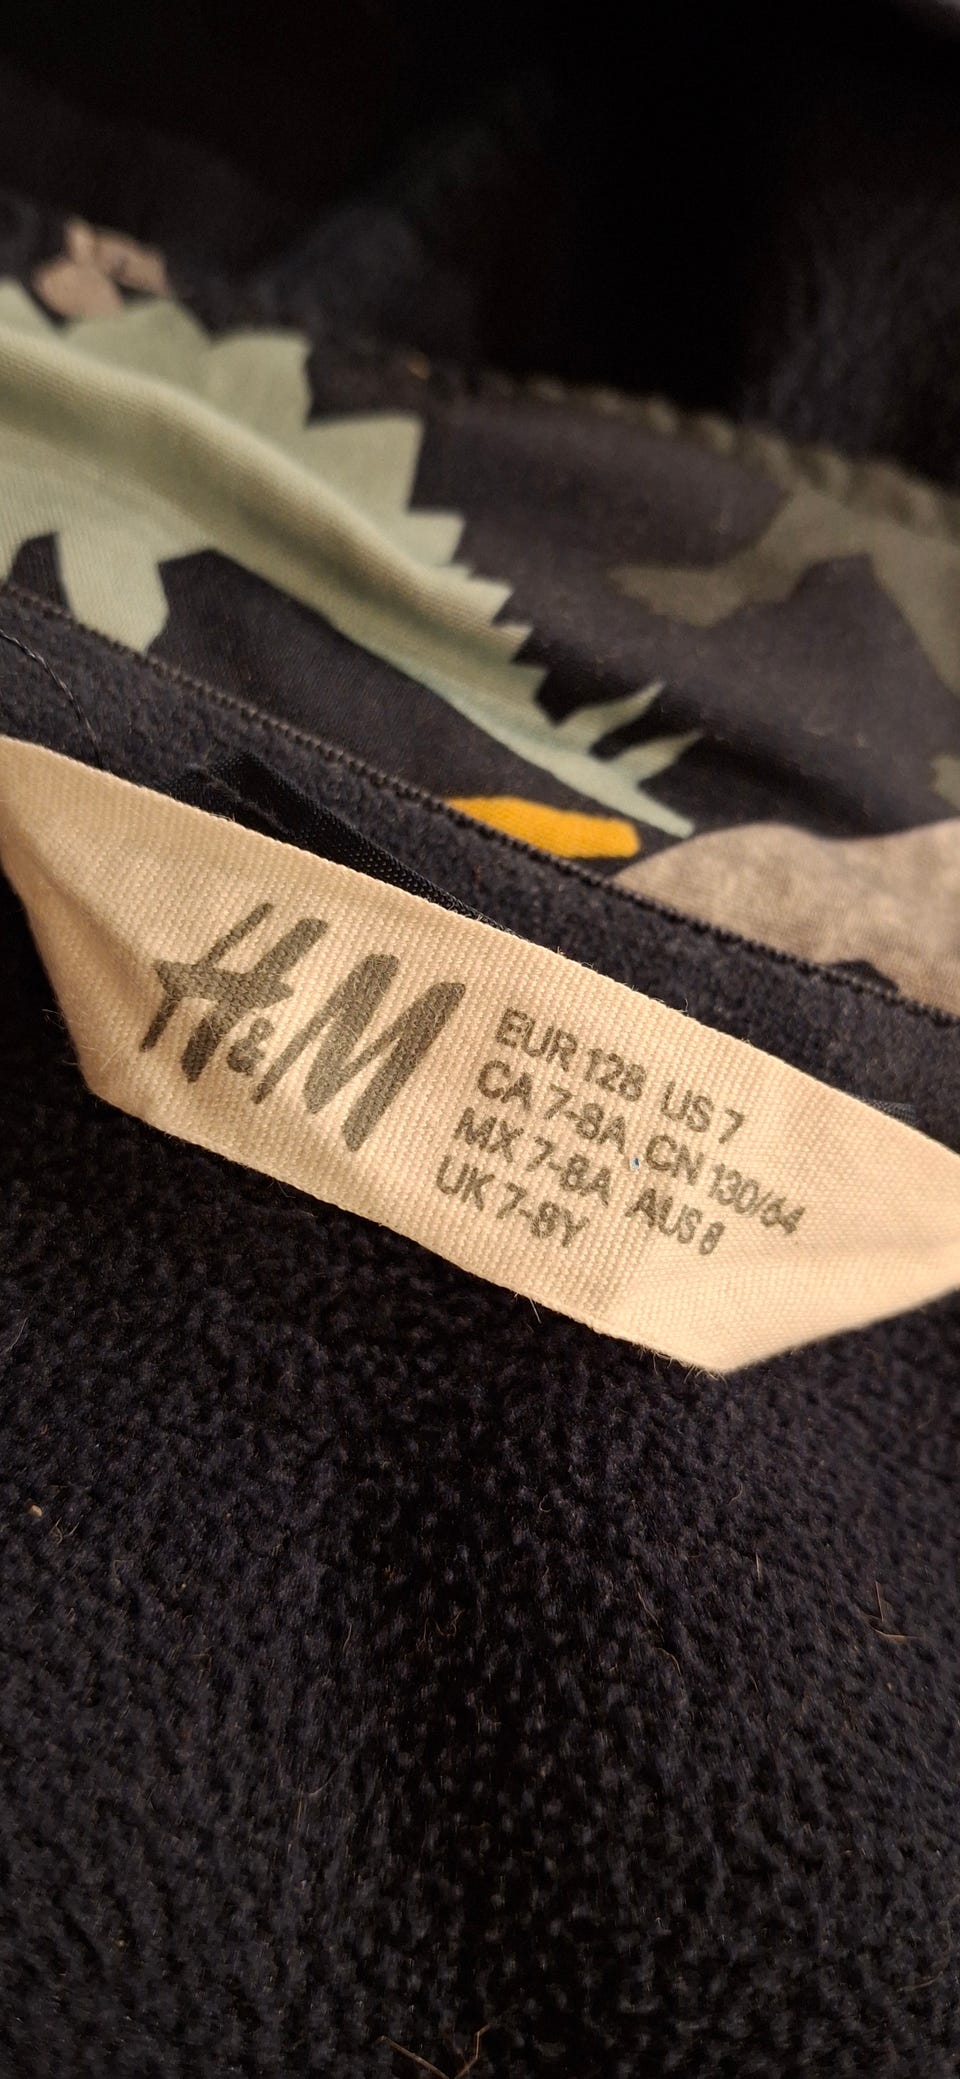 H&M
EUR 128 US 7
CA 7-8A CN 130/64
MX 7-8A AUS 8
UK 7-8Y